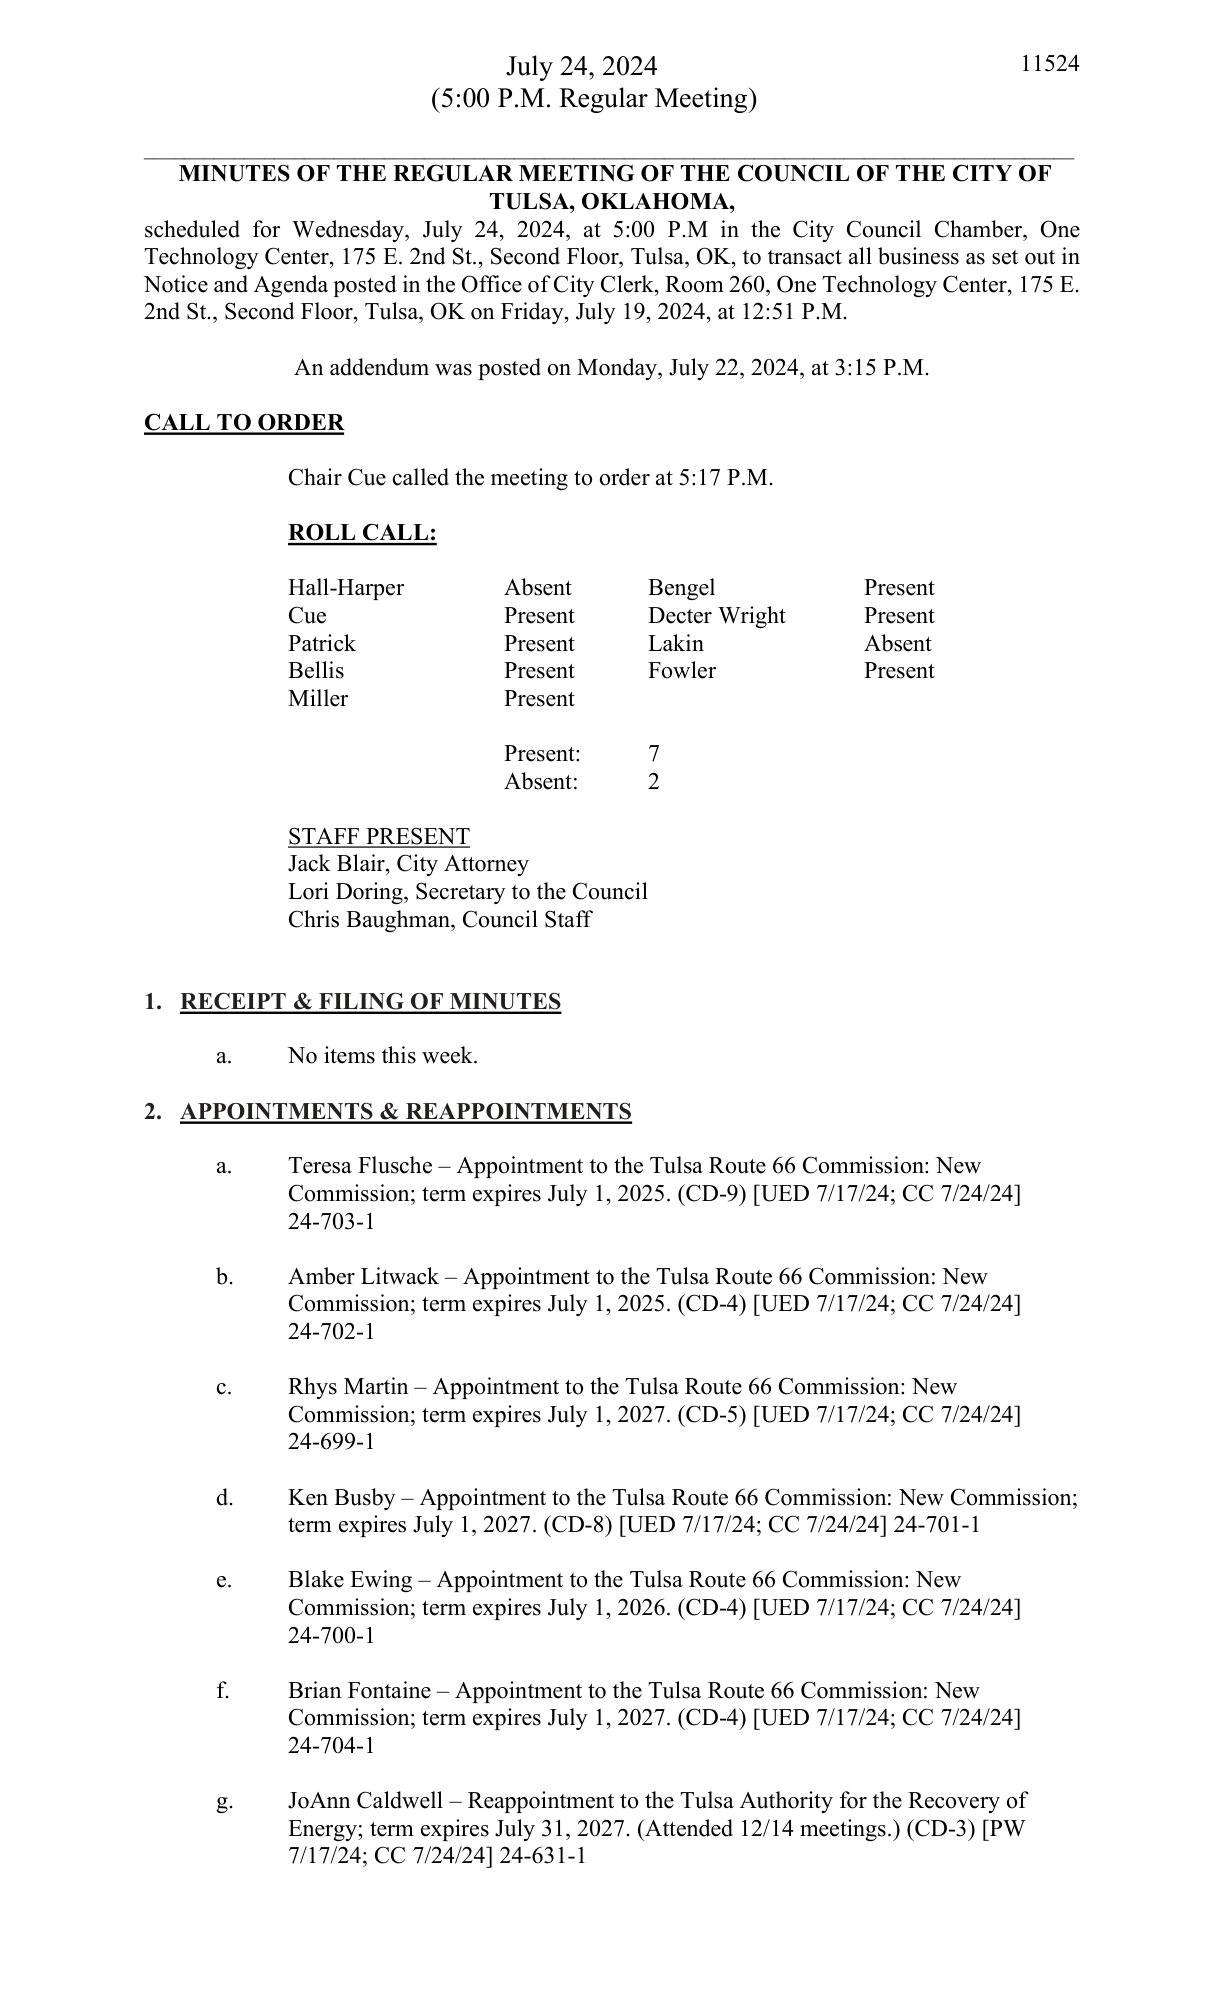 July 24, 2024
11524
(5:00 P.M. Regular Meeting)
MINUTES OF THE REGULAR MEETING OF THE COUNCIL OF THE CITY OF
TULSA, OKLAHOMA,
scheduled for Wednesday, July 24, 2024, at 5:00 P.M in the City Council Chamber, One
Technology Center, 175 E. 2nd St., Second Floor, Tulsa, OK, to transact all business as set out in
Notice and Agenda posted in the Office of City Clerk, Room 260, One Technology Center, 175 E.
2nd St., Second Floor, Tulsa, OK on Friday, July 19, 2024, at 12:51 P.M.
An addendum was posted on Monday, July 22, 2024, at 3:15 P.M.
CALL TO ORDER
Chair Cue called the meeting to order at 5:17 P.M.
ROLL CALL:
Hall-Harper Absent Bengel Present
Cue Present Decter Wright Present
Patrick Present Lakin Absent
Bellis Present Fowler Present
Miller Present
Present: 7
Absent: 2
STAFF PRESENT
Jack Blair, City Attorney
Lori Doring, Secretary to the Council
Chris Baughman, Council Staff
1. RECEIPT & FILING OF MINUTES
a. No items this week.
2. APPOINTMENTS & REAPPOINTMENTS
a. Teresa Flusche – Appointment to the Tulsa Route 66 Commission: New
Commission; term expires July 1, 2025. (CD-9) [UED 7/17/24; CC 7/24/24]
24-703-1
b. Amber Litwack – Appointment to the Tulsa Route 66 Commission: New
Commission; term expires July 1, 2025. (CD-4) [UED 7/17/24; CC 7/24/24]
24-702-1
c. Rhys Martin – Appointment to the Tulsa Route 66 Commission: New
Commission; term expires July 1, 2027. (CD-5) [UED 7/17/24; CC 7/24/24]
24-699-1
d. Ken Busby – Appointment to the Tulsa Route 66 Commission: New Commission;
term expires July 1, 2027. (CD-8) [UED 7/17/24; CC 7/24/24] 24-701-1
e. Blake Ewing – Appointment to the Tulsa Route 66 Commission: New
Commission; term expires July 1, 2026. (CD-4) [UED 7/17/24; CC 7/24/24]
24-700-1
f. Brian Fontaine – Appointment to the Tulsa Route 66 Commission: New
Commission; term expires July 1, 2027. (CD-4) [UED 7/17/24; CC 7/24/24]
24-704-1
g. JoAnn Caldwell – Reappointment to the Tulsa Authority for the Recovery of
Energy; term expires July 31, 2027. (Attended 12/14 meetings.) (CD-3) [PW
7/17/24; CC 7/24/24] 24-631-1